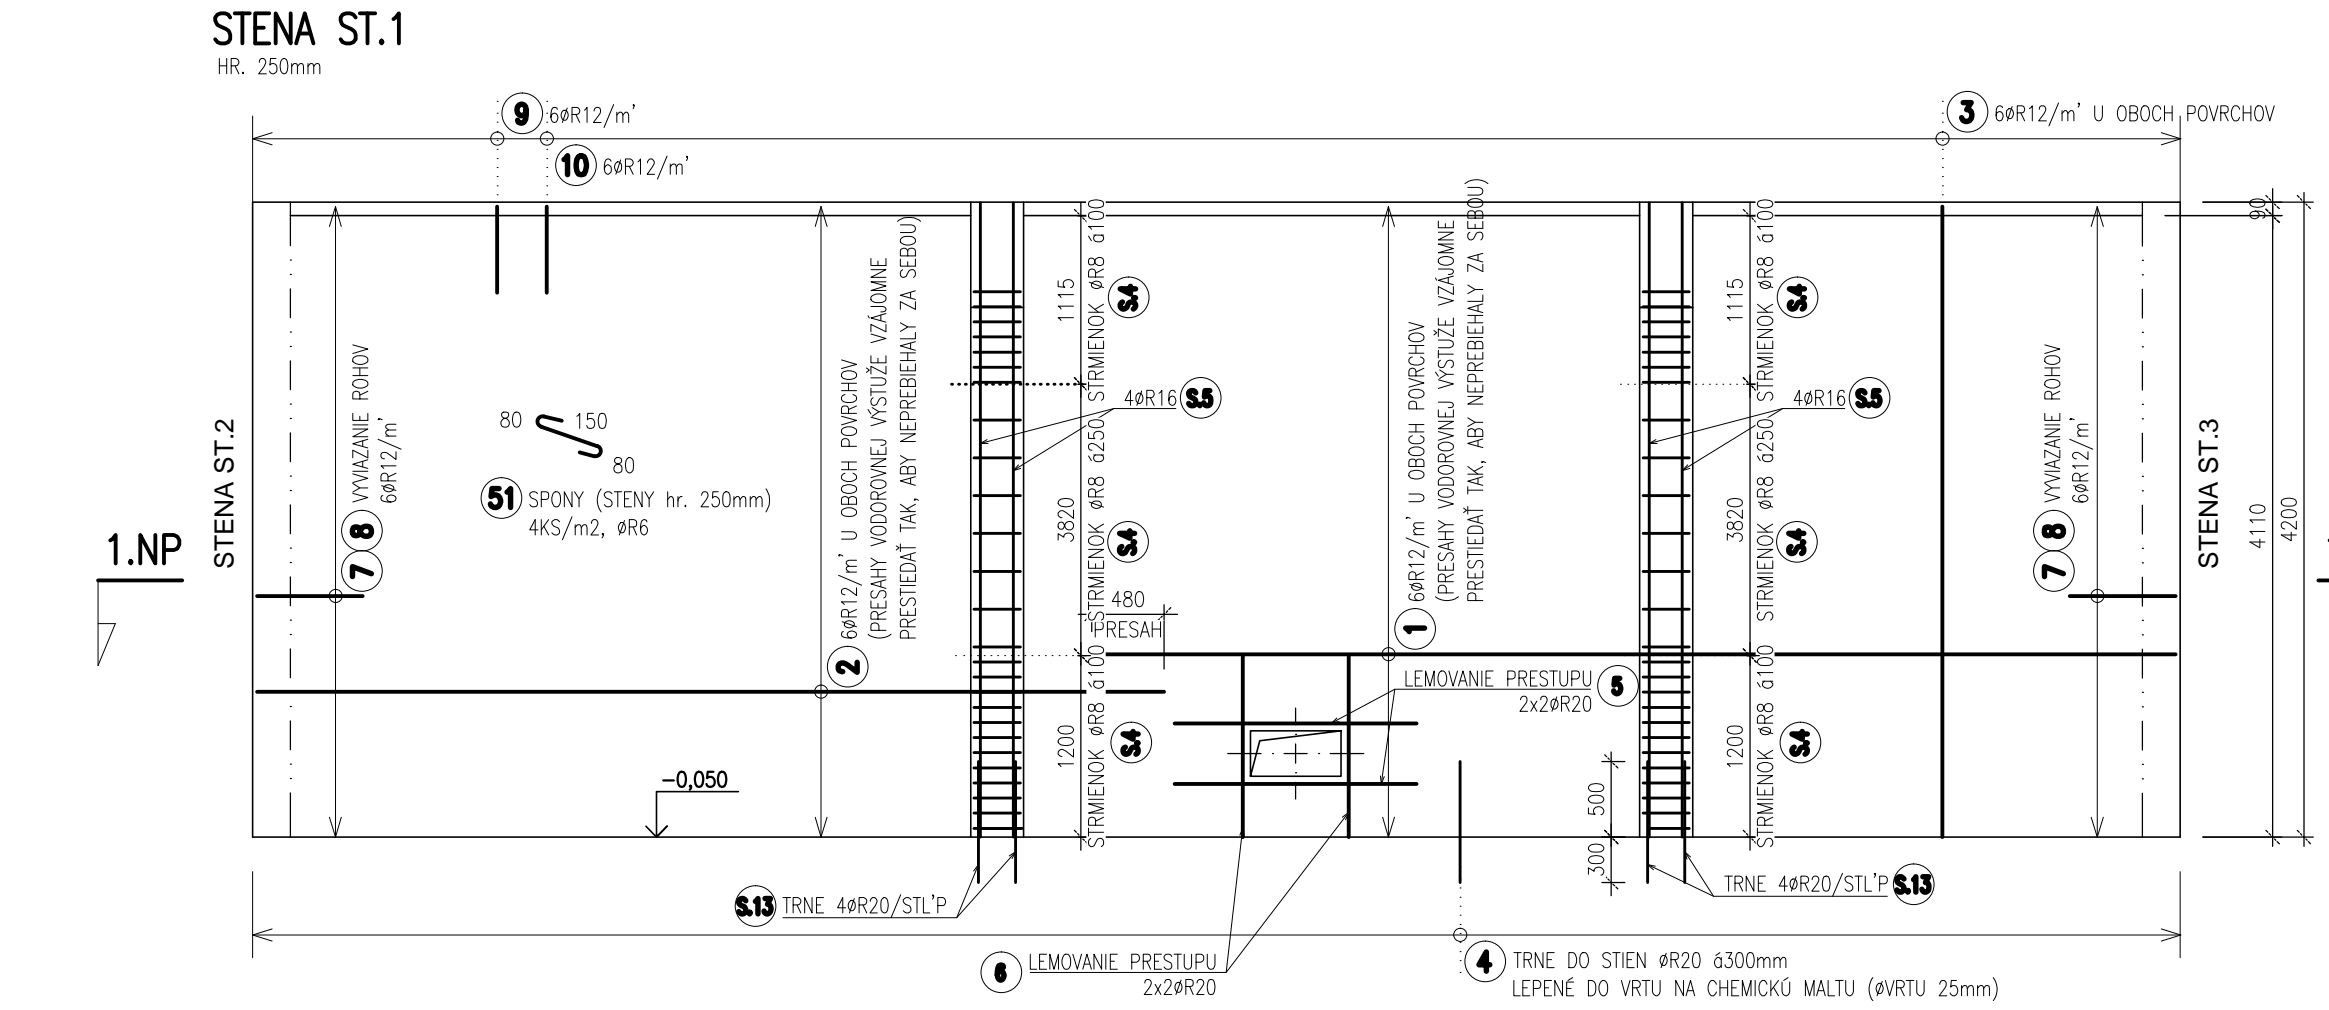 STENA ST.1
HR. 250mm
9 6øR12/m'
10 6øR12/m'
3 6øR12/m' U OBOCH POVRCHOV
STENA ST.2
1.NP
7 8 VYVIAZANIE ROHOV
6øR12/m'
80 150
80
51 SPONY (STENY hr. 250mm)
4KS/m2, øR6
2 6øR12/m' U OBOCH POVRCHOV
(PRESAHY VODOROVNEJ VÝSTUŽE VZÁJOMNE
PRESTIEDAŤ TAK, ABY NEPREBIEHALY ZA SEBOU)
1115
STRMIENOK øR8 á100
S.4
4øR16 S.5
3820
STRMIENOK øR8 á250
S.4
480
PRESAH
1200
STRMIENOK øR8 á100
S.4
1 6øR12/m' U OBOCH POVRCHOV
(PRESAHY VODOROVNEJ VÝSTUŽE VZÁJOMNE
PRESTIEDAŤ TAK, ABY NEPREBIEHALY ZA SEBOU)
LEMOVANIE PRESTUPU 5
2x2øR20
1115
STRMIENOK øR8 á100
S.4
4øR16 S.5
3820
STRMIENOK øR8 á250
S.4
1200
STRMIENOK øR8 á100
S.4
7 8 VYVIAZANIE ROHOV
6øR12/m'
STENA ST.3
90
4110
4200
-0,050
500
300
S.13 TRNE 4øR20/STĽP
TRNE 4øR20/STĽP S.13
6 LEMOVANIE PRESTUPU
2x2øR20
4 TRNE DO STIEN øR20 á300mm
LEPENÉ DO VRTU NA CHEMICKÚ MALTU (øVRTU 25mm)